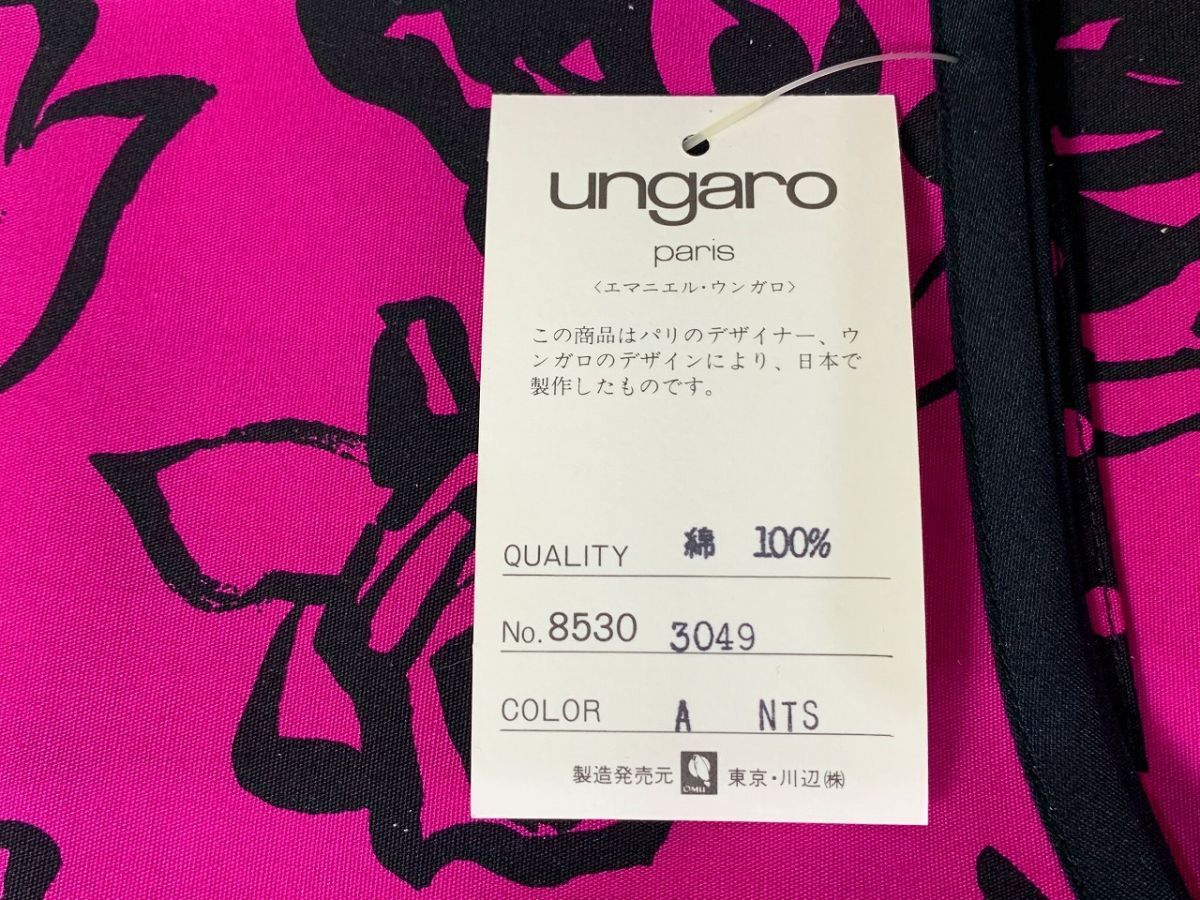 ungaro
paris
〈エマニエル・ウンガロ〉
この商品はパリのデザイナー、ウ
ンガロのデザインにより、日本で
製作したものです。
QUALITY 綿 100%
No. 8530 3049
COLOR A NTS
製造発売元 OMU 東京・川辺㈱